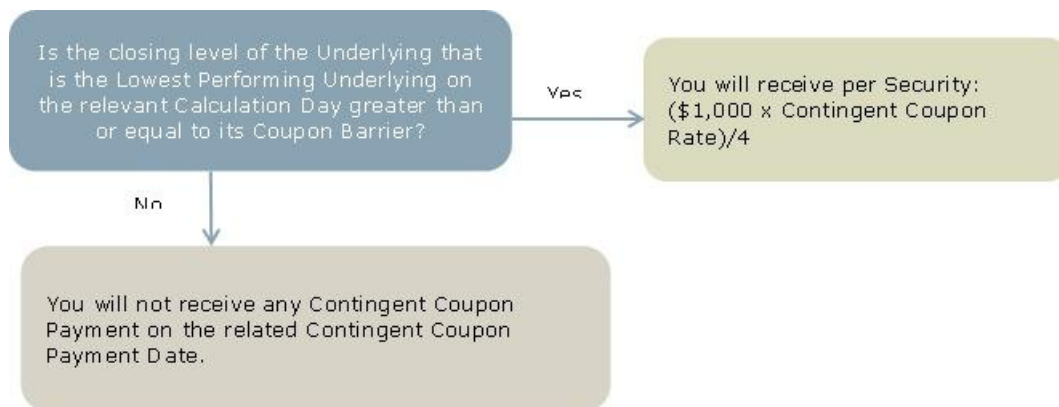 Is the closing level of the Underlying that
is the Lowest Performing Underlying on
the relevant Calculation Day greater than
or equal to its Coupon Barrier?
Yes
You will receive per Security:
($1,000 x Contingent Coupon
Rate)/4
No
You will not receive any Contingent Coupon
Payment on the related Contingent Coupon
Payment Date.